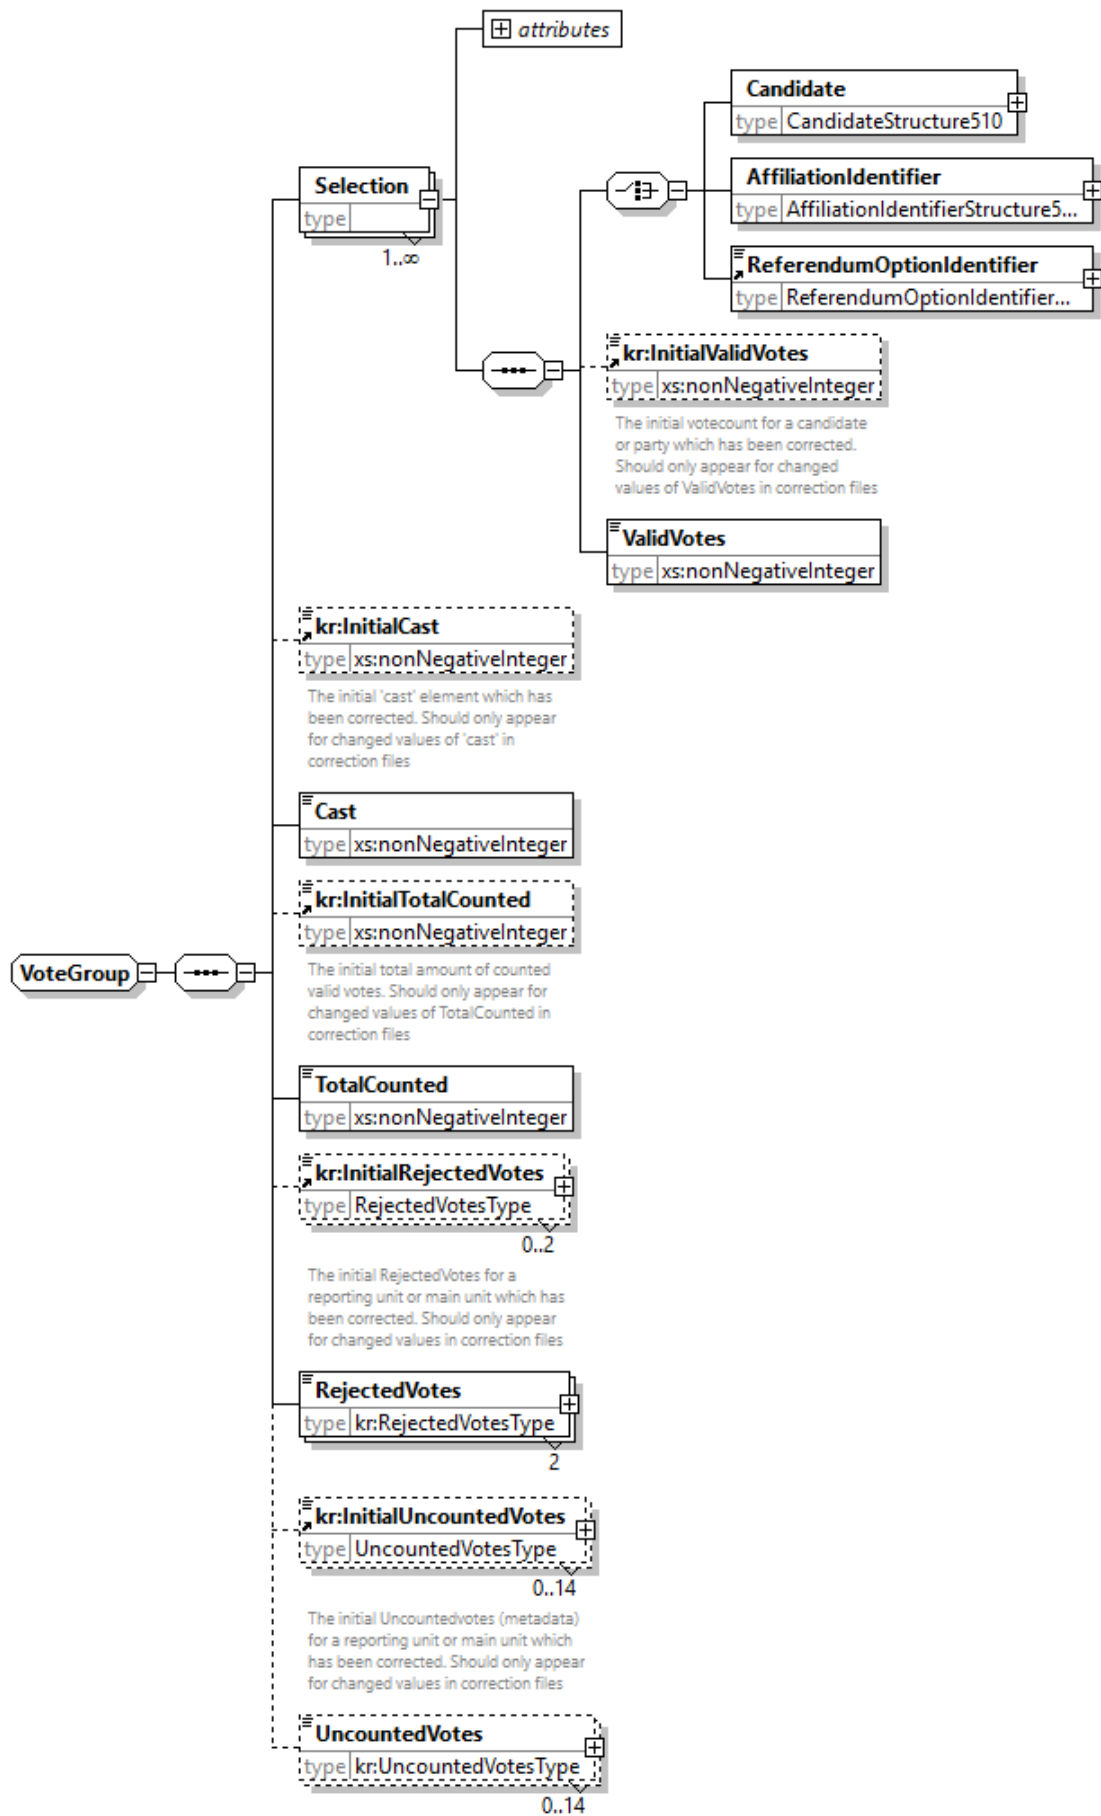 attributes
Candidate
type CandidateStructure510
Selection
type
1..∞
AffiliationIdentifier
type AffiliationIdentifierStructure5...
ReferendumOptionIdentifier
type ReferendumOptionIdentifier...
kr:InitialValidVotes
type xs:nonNegativeInteger
The initial votecount for a candidate
or party which has been corrected.
Should only appear for changed
values of ValidVotes in correction files
ValidVotes
type xs:nonNegativeInteger
kr:InitialCast
type xs:nonNegativeInteger
The initial 'cast' element which has
been corrected. Should only appear
for changed values of 'cast' in
correction files
Cast
type xs:nonNegativeInteger
kr:InitialTotalCounted
type xs:nonNegativeInteger
VoteGroup
The initial total amount of counted
valid votes. Should only appear for
changed values of TotalCounted in
correction files
TotalCounted
type xs:nonNegativeInteger
kr:InitialRejectedVotes
type RejectedVotesType
0..2
The initial RejectedVotes for a
reporting unit or main unit which has
been corrected. Should only appear
for changed values in correction files
RejectedVotes
type kr:RejectedVotesType
2
kr:InitialUncountedVotes
type UncountedVotesType
0..14
The initial Uncountedvotes (metadata)
for a reporting unit or main unit which
has been corrected. Should only appear
for changed values in correction files
UncountedVotes
type kr:UncountedVotesType
0..14